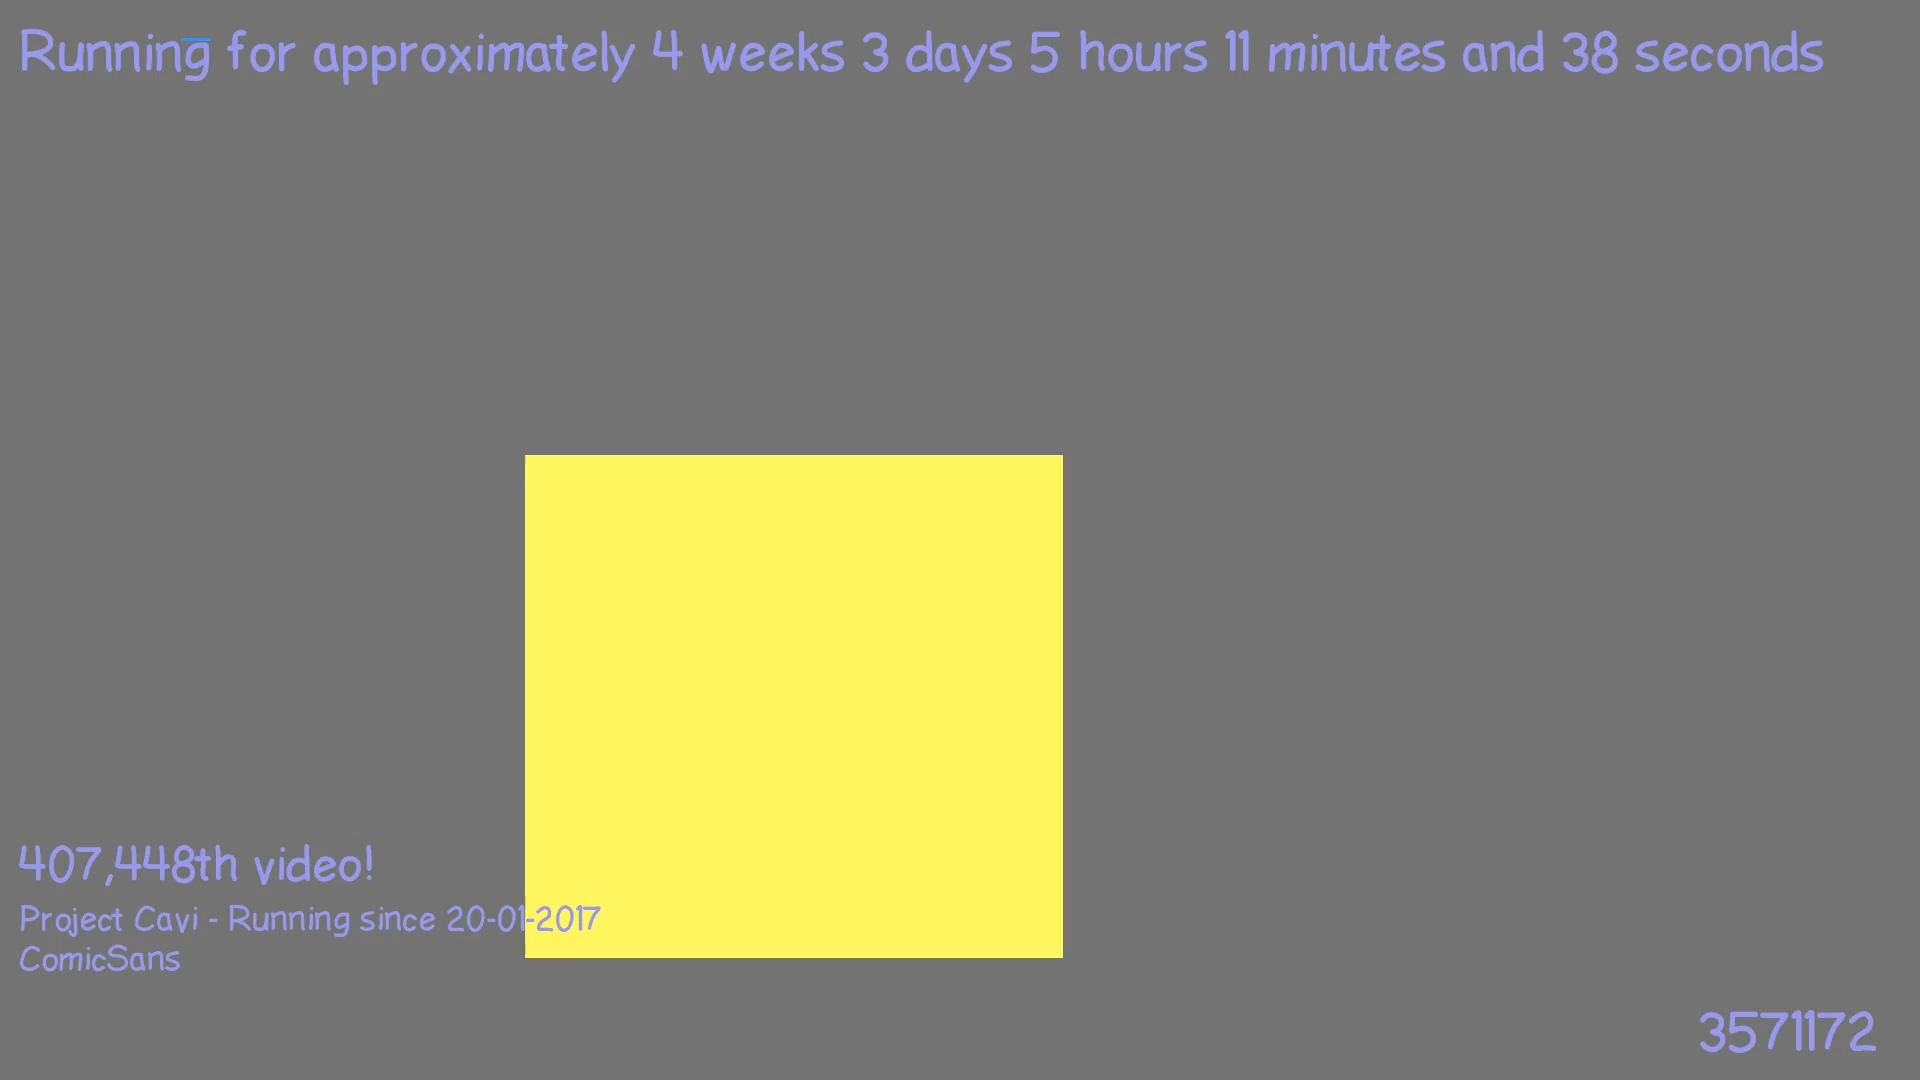 Running for approximately 4 weeks 3 days 5 hours 11 minutes and 38 seconds
407,448th video!
Project Cavi - Running since 20-01-2017
ComicSans
3571172